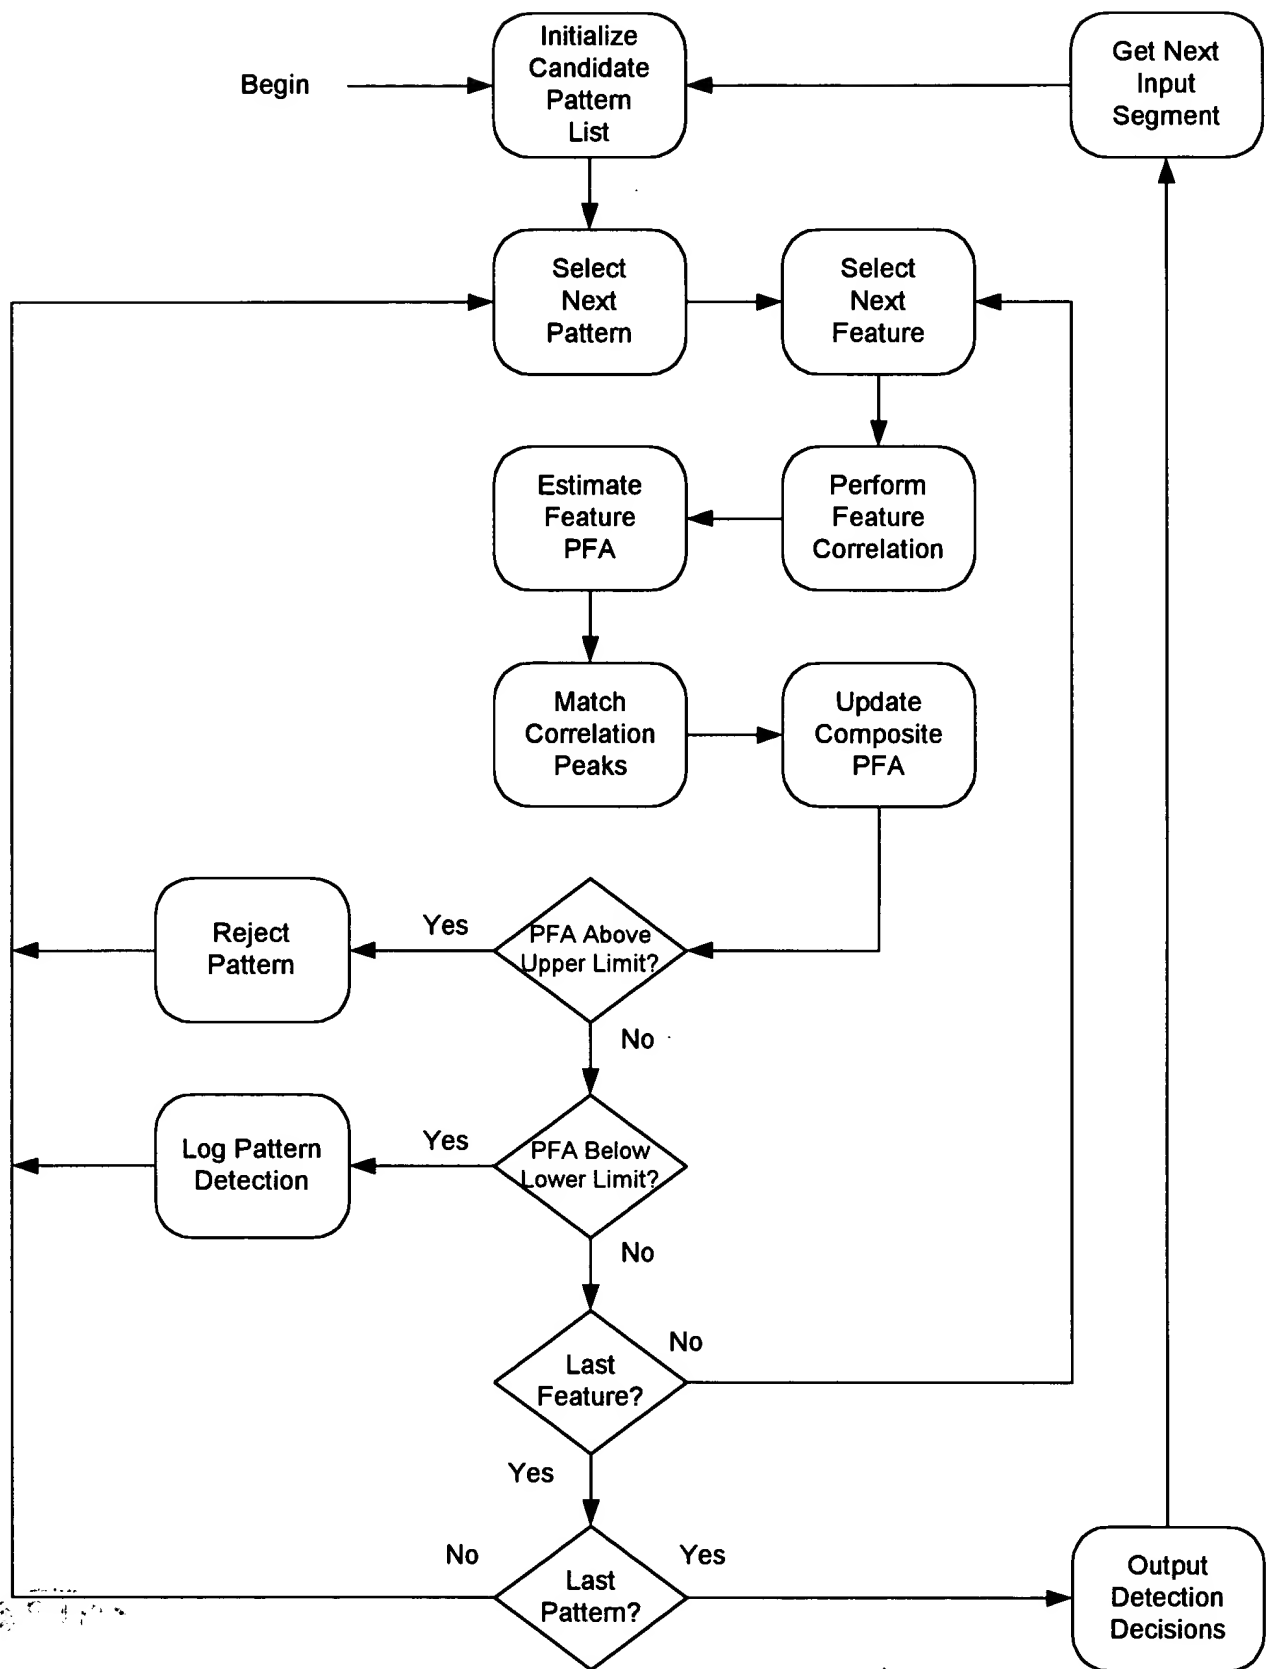 Begin
Initialize
Candidate
Pattern
List
Get Next
Input
Segment
Select
Next
Pattern
Select
Next
Feature
Estimate
Feature
PFA
Perform
Feature
Correlation
Match
Correlation
Peaks
Update
Composite
PFA
Reject
Pattern
Yes
PFA Above
Upper Limit?
No
Log Pattern
Detection
Yes
PFA Below
Lower Limit?
No
Last
Feature?
No
Yes
No
Last
Pattern?
Yes
Output
Detection
Decisions